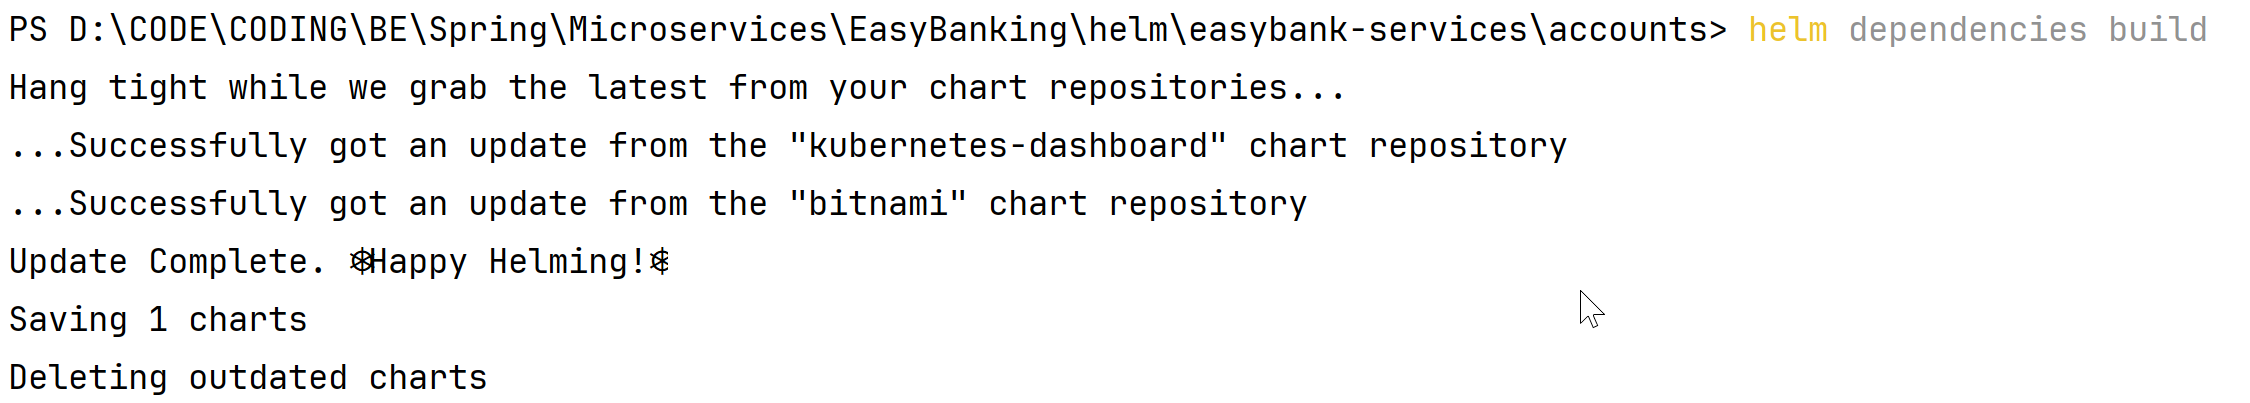 PS D:\CODE\CODING\BE\Spring\Microservices\EasyBanking\helm\easybank-services\accounts> helm dependencies build
Hang tight while we grab the latest from your chart repositories...
...Successfully got an update from the "kubernetes-dashboard" chart repository
...Successfully got an update from the "bitnami" chart repository
Update Complete. ⎈Happy Helming!⎈
Saving 1 charts
Deleting outdated charts